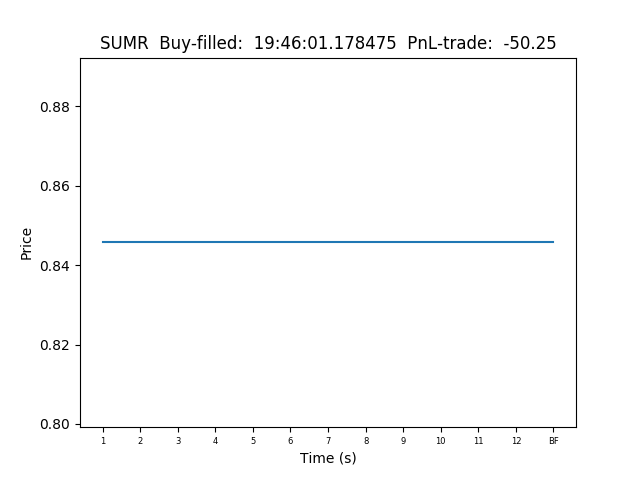 SUMR  Buy-filled:  19:46:01.178475  PnL-trade:  -50.25
Price
0.88
0.86
0.84
0.82
0.80
1 2 3 4 5 6 7 8 9 10 11 12 BF
Time (s)